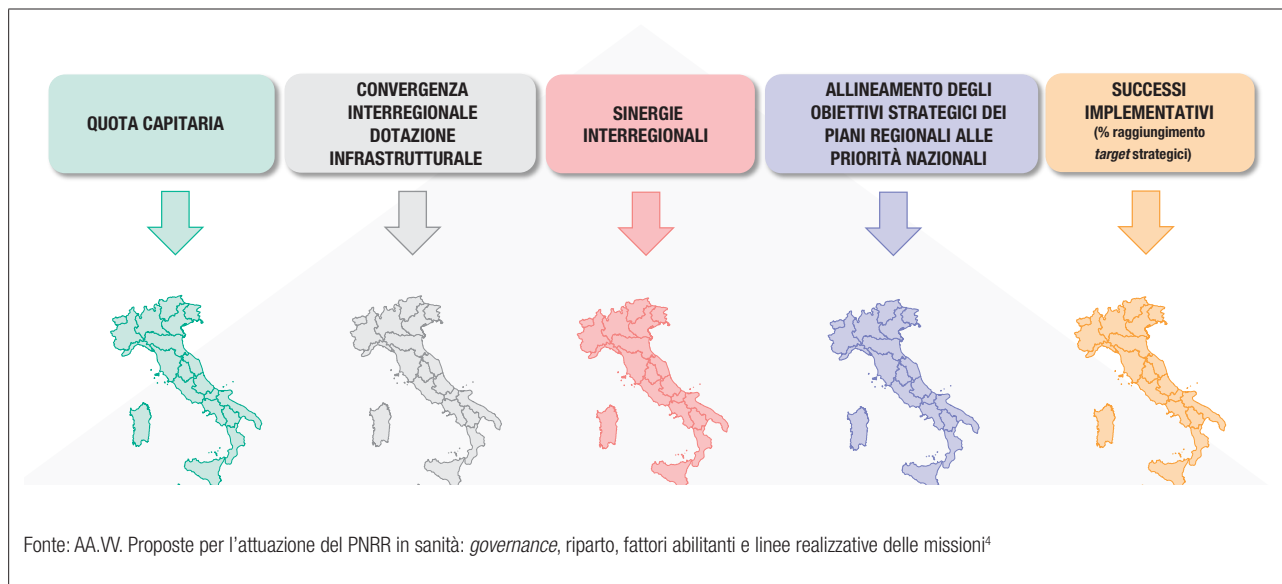 QUOTA CAPITARIA
CONVERGENZA
INTERREGIONALE
DOTAZIONE
INFRASTRUTTURALE
SINERGIE
INTERREGIONALI
ALLINEAMENTO DEGLI
OBIETTIVI STRATEGICI DEI
PIANI REGIONALI ALLE
PRIORITÀ NAZIONALI
SUCCESSI
IMPLEMENTATIVI
(% raggiungimento
target strategici)
Fonte: AA.VV. Proposte per l’attuazione del PNRR in sanità: governance, riparto, fattori abilitanti e linee realizzative delle missioni⁴